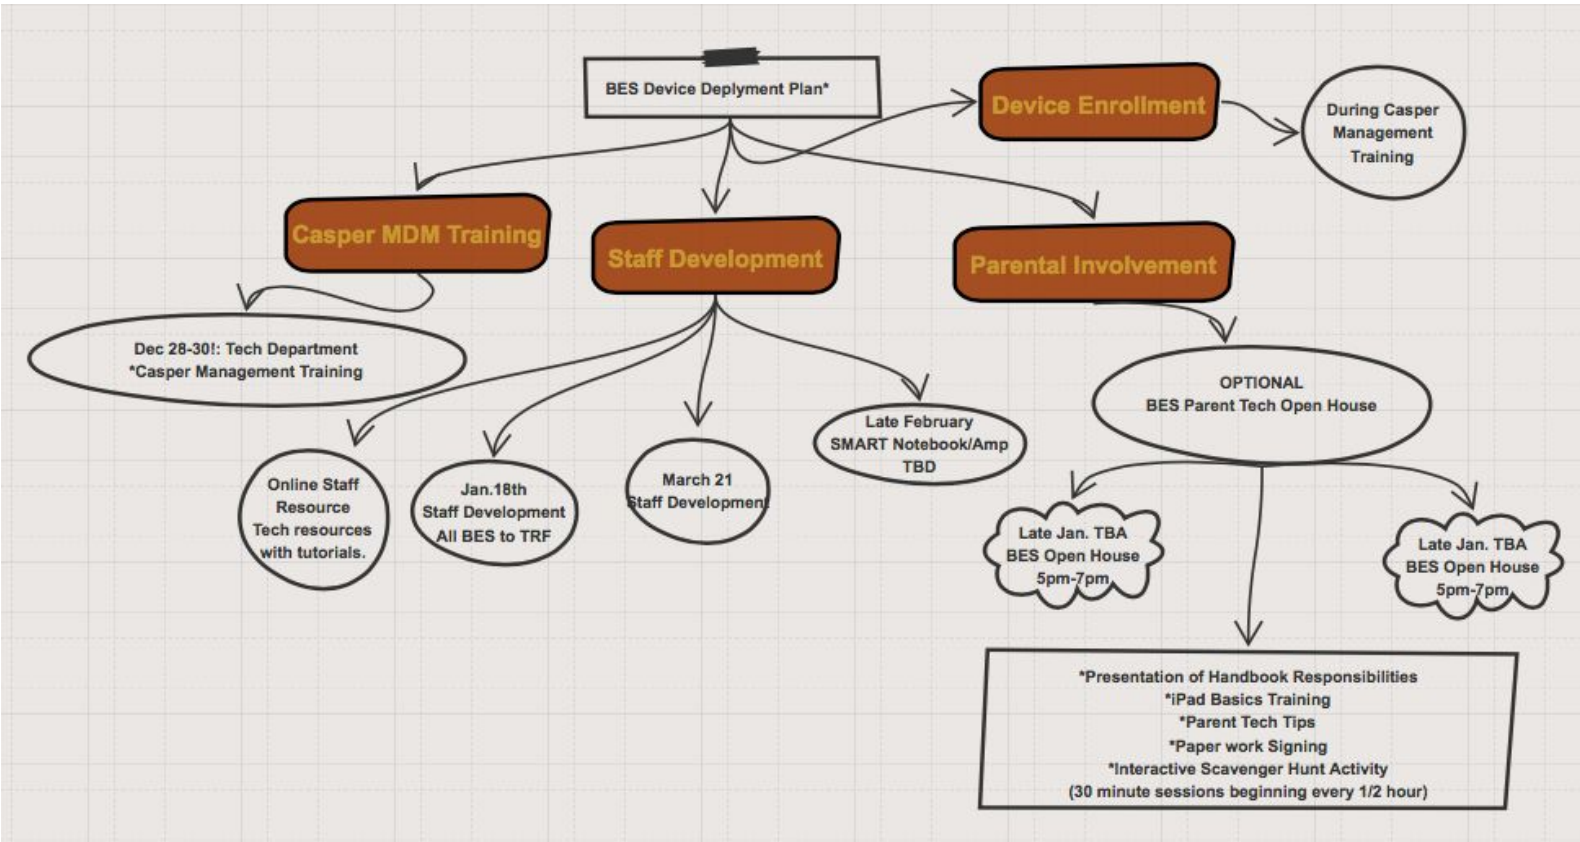 BES Device Deplyment Plan*
Device Enrollment
During Casper
Management
Training
Casper MDM Training
Staff Development
Parental Involvement
Dec 28-30!: Tech Department
*Casper Management Training
OPTIONAL
BES Parent Tech Open House
Late February
SMART Notebook/Amp
TBD
Online Staff
Resource
Tech resources
with tutorials.
Jan.18th
Staff Development
All BES to TRF
March 21
Staff Development
Late Jan. TBA
BES Open House
5pm-7pm
Late Jan. TBA
BES Open House
5pm-7pm
*Presentation of Handbook Responsibilities
*iPad Basics Training
*Parent Tech Tips
*Paper work Signing
*Interactive Scavenger Hunt Activity
(30 minute sessions beginning every 1/2 hour)